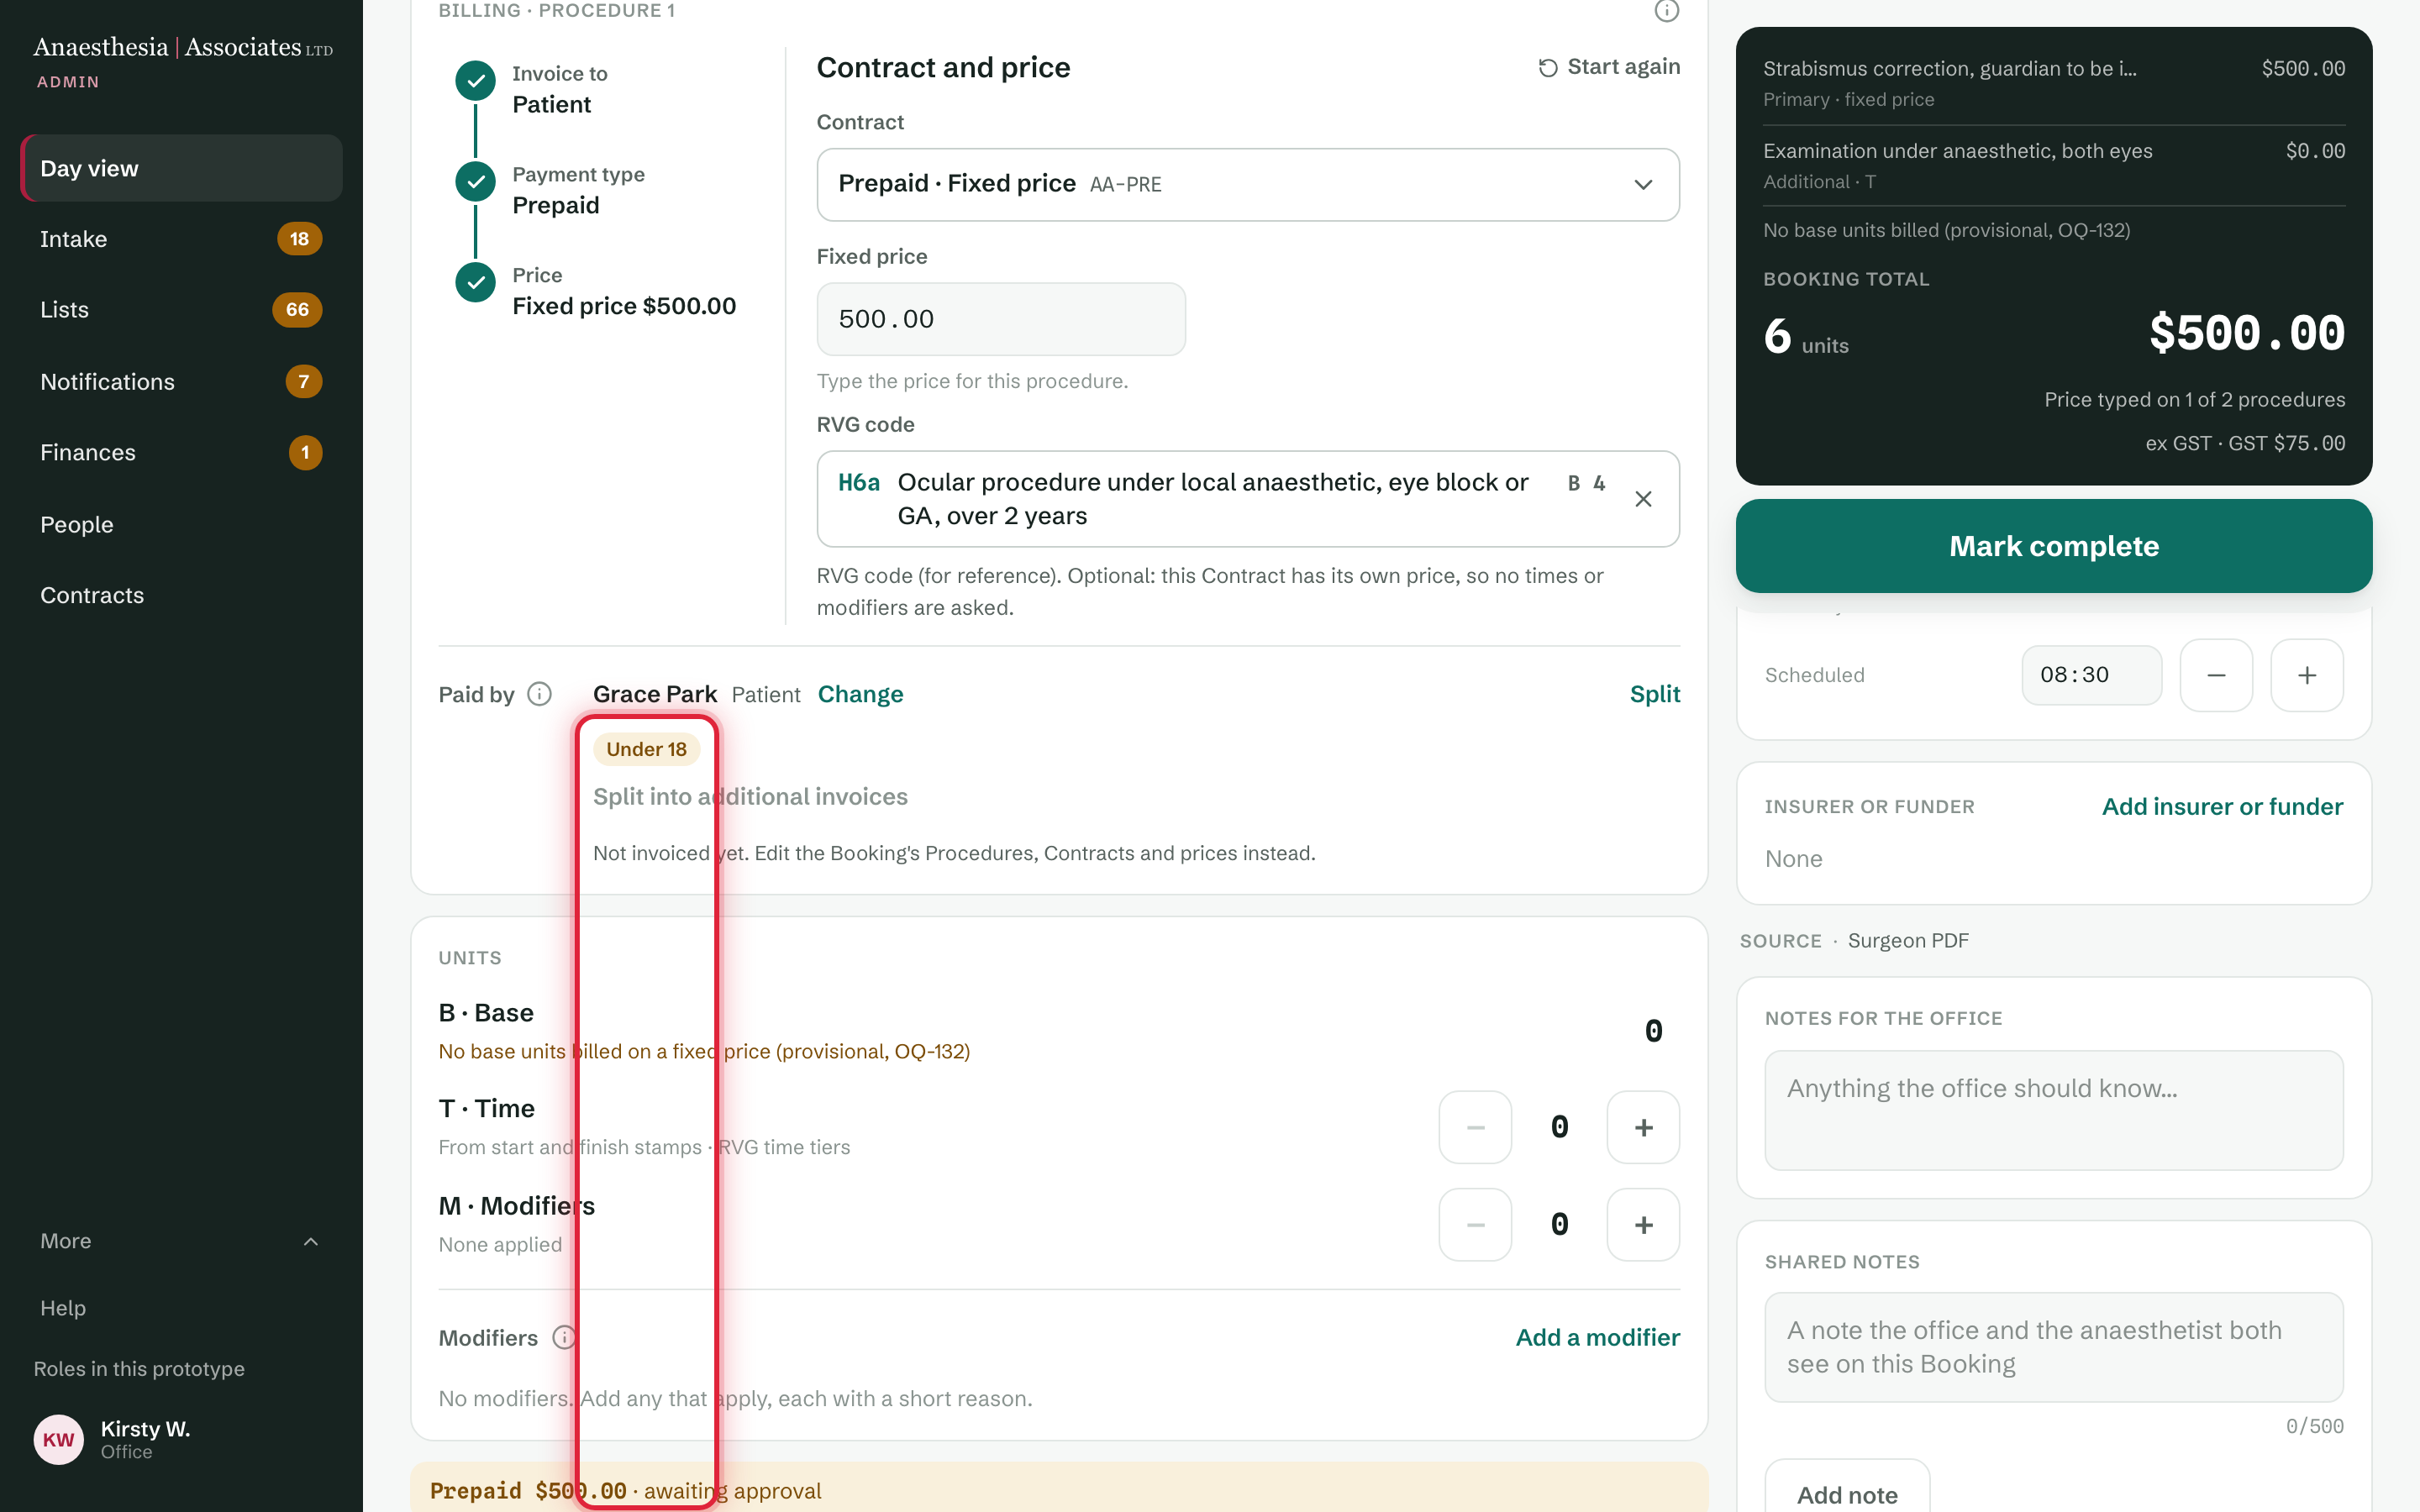 Anaesthesia | Associates LTD
ADMIN
Day view
Intake 18
Lists 66
Notifications 7
Finances 1
People
Contracts
More
Help
Roles in this prototype
KW Kirsty W.
Office
BILLING · PROCEDURE 1
Invoice to
Patient
Payment type
Prepaid
Price
Fixed price $500.00
Contract and price
Start again
Contract
Prepaid · Fixed price AA-PRE
Fixed price
500.00
Type the price for this procedure.
RVG code
H6a Ocular procedure under local anaesthetic, eye block or B 4
GA, over 2 years
RVG code (for reference). Optional: this Contract has its own price, so no times or
modifiers are asked.
Paid by Grace Park Patient Change Split
Under 18
Split into additional invoices
Not invoiced yet. Edit the Booking's Procedures, Contracts and prices instead.
UNITS
B · Base 0
No base units billed on a fixed price (provisional, OQ-132)
T · Time
From start and finish stamps · RVG time tiers
− 0 +
M · Modifiers
None applied
− 0 +
Modifiers Add a modifier
No modifiers. Add any that apply, each with a short reason.
Prepaid $500.00 · awaiting approval
Strabismus correction, guardian to be i... $500.00
Primary · fixed price
Examination under anaesthetic, both eyes $0.00
Additional · T
No base units billed (provisional, OQ-132)
BOOKING TOTAL
6 units $500.00
Price typed on 1 of 2 procedures
ex GST · GST $75.00
Mark complete
Scheduled 08:30 − +
INSURER OR FUNDER Add insurer or funder
None
SOURCE · Surgeon PDF
NOTES FOR THE OFFICE
Anything the office should know...
SHARED NOTES
A note the office and the anaesthetist both
see on this Booking
0/500
Add note